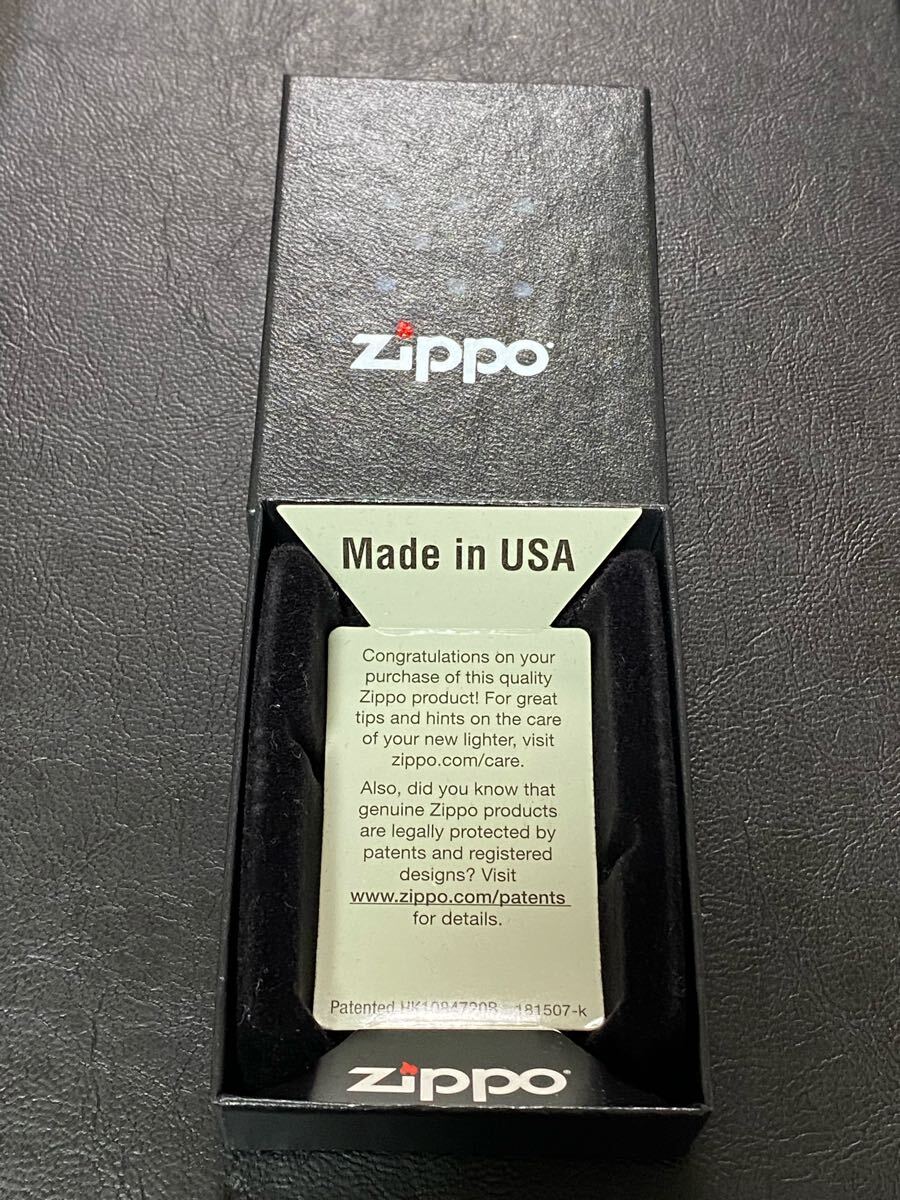 zippo
Made in USA
Congratulations on your
purchase of this quality
Zippo product! For great
tips and hints on the care
of your new lighter, visit
zippo.com/care.
Also, did you know that
genuine Zippo products
are legally protected by
patents and registered
designs? Visit
www.zippo.com/patents
for details.
Patented HK1084720B 181507-k
zippo